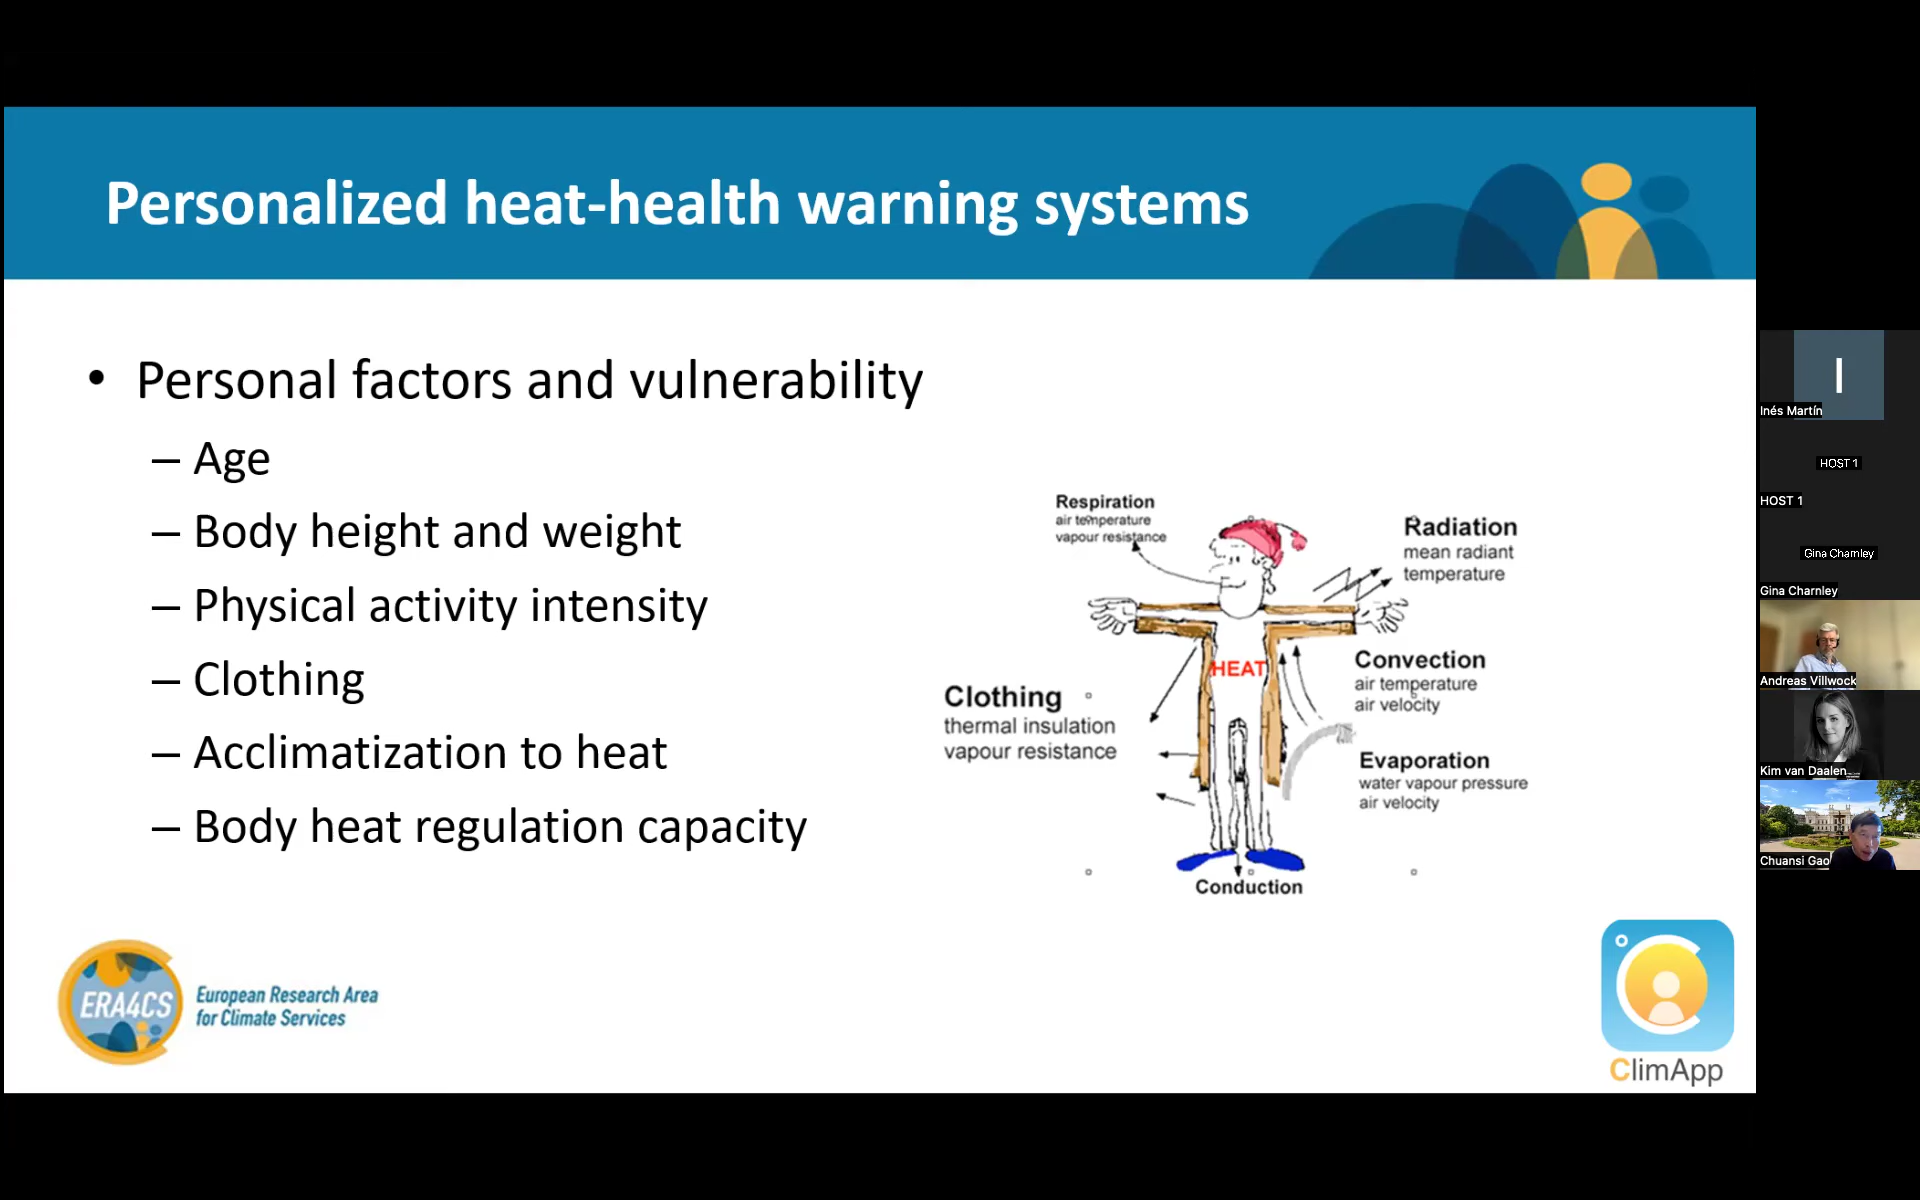 Personalized heat-health warning systems
• Personal factors and vulnerability
– Age
– Body height and weight
– Physical activity intensity
– Clothing
– Acclimatization to heat
– Body heat regulation capacity
Respiration
air temperature
vapour resistance
Radiation
mean radiant
temperature
HEAT
Convection
air temperature
air velocity
Clothing
thermal insulation
vapour resistance
Evaporation
water vapour pressure
air velocity
Conduction
ERA4CS
European Research Area
for Climate Services
ClimApp
I
Inés Martín
HOST 1
HOST 1
Gina Charnley
Gina Charnley
Andreas Villwock
Kim van Daalen
Chuansi Gao